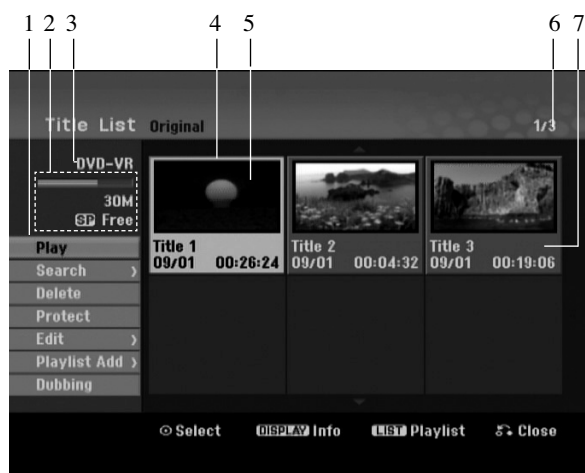 1 2 3 4 5 6 7
Title List Original 1/3
DVD-VR
30M
SP Free
Play
Search
Delete
Protect
Edit
Playlist Add
Dubbing
Title 1
09/01 00:26:24
Title 2
09/01 00:04:32
Title 3
09/01 00:19:06
Select DISPLAY Info LIST Playlist Close